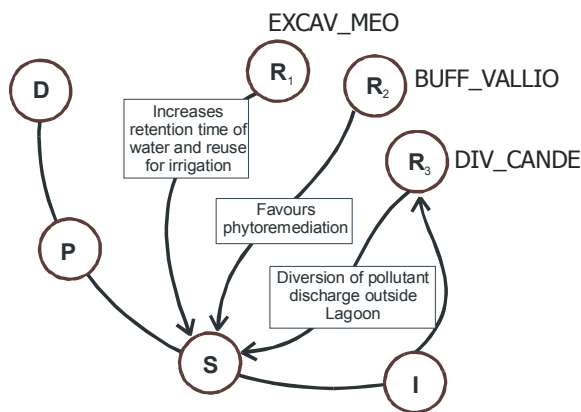 EXCAV_MEO
R1
BUFF_VALLIO
R2
D
Increases
retention time of
water and reuse
for irrigation
DIV_CANDE
R3
Favours
phytoremediation
P
Diversion of pollutant
discharge outside
Lagoon
S
I